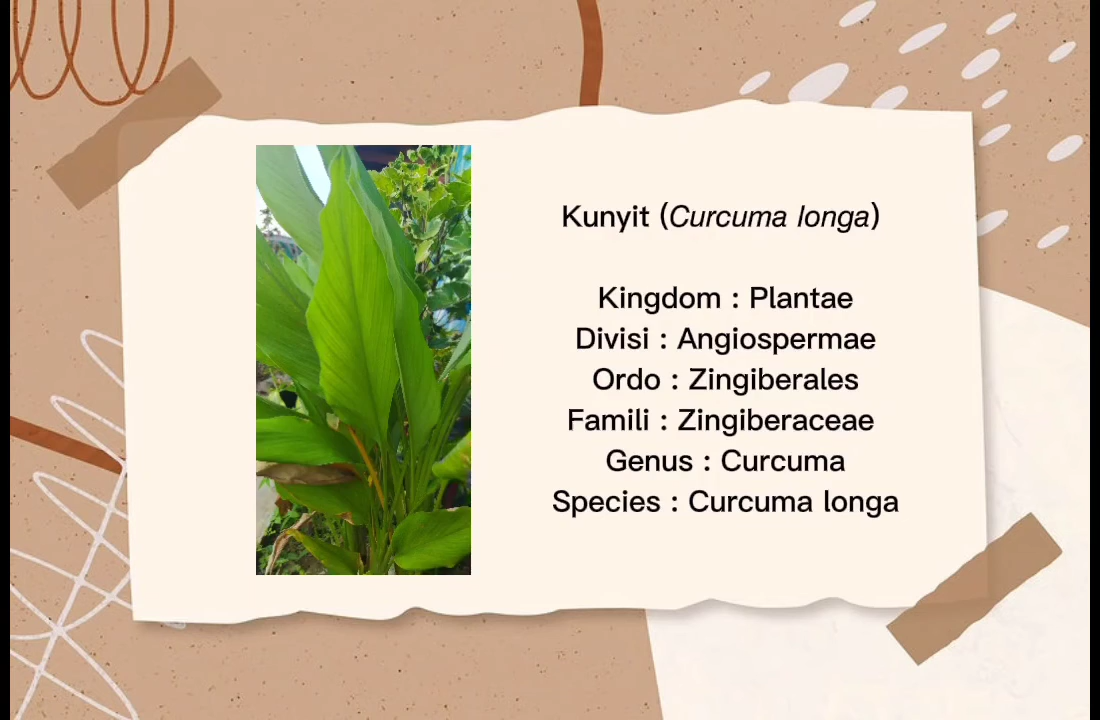 Kunyit (Curcuma longa)
Kingdom : Plantae
Divisi : Angiospermae
Ordo : Zingiberales
Famili : Zingiberaceae
Genus : Curcuma
Species : Curcuma longa